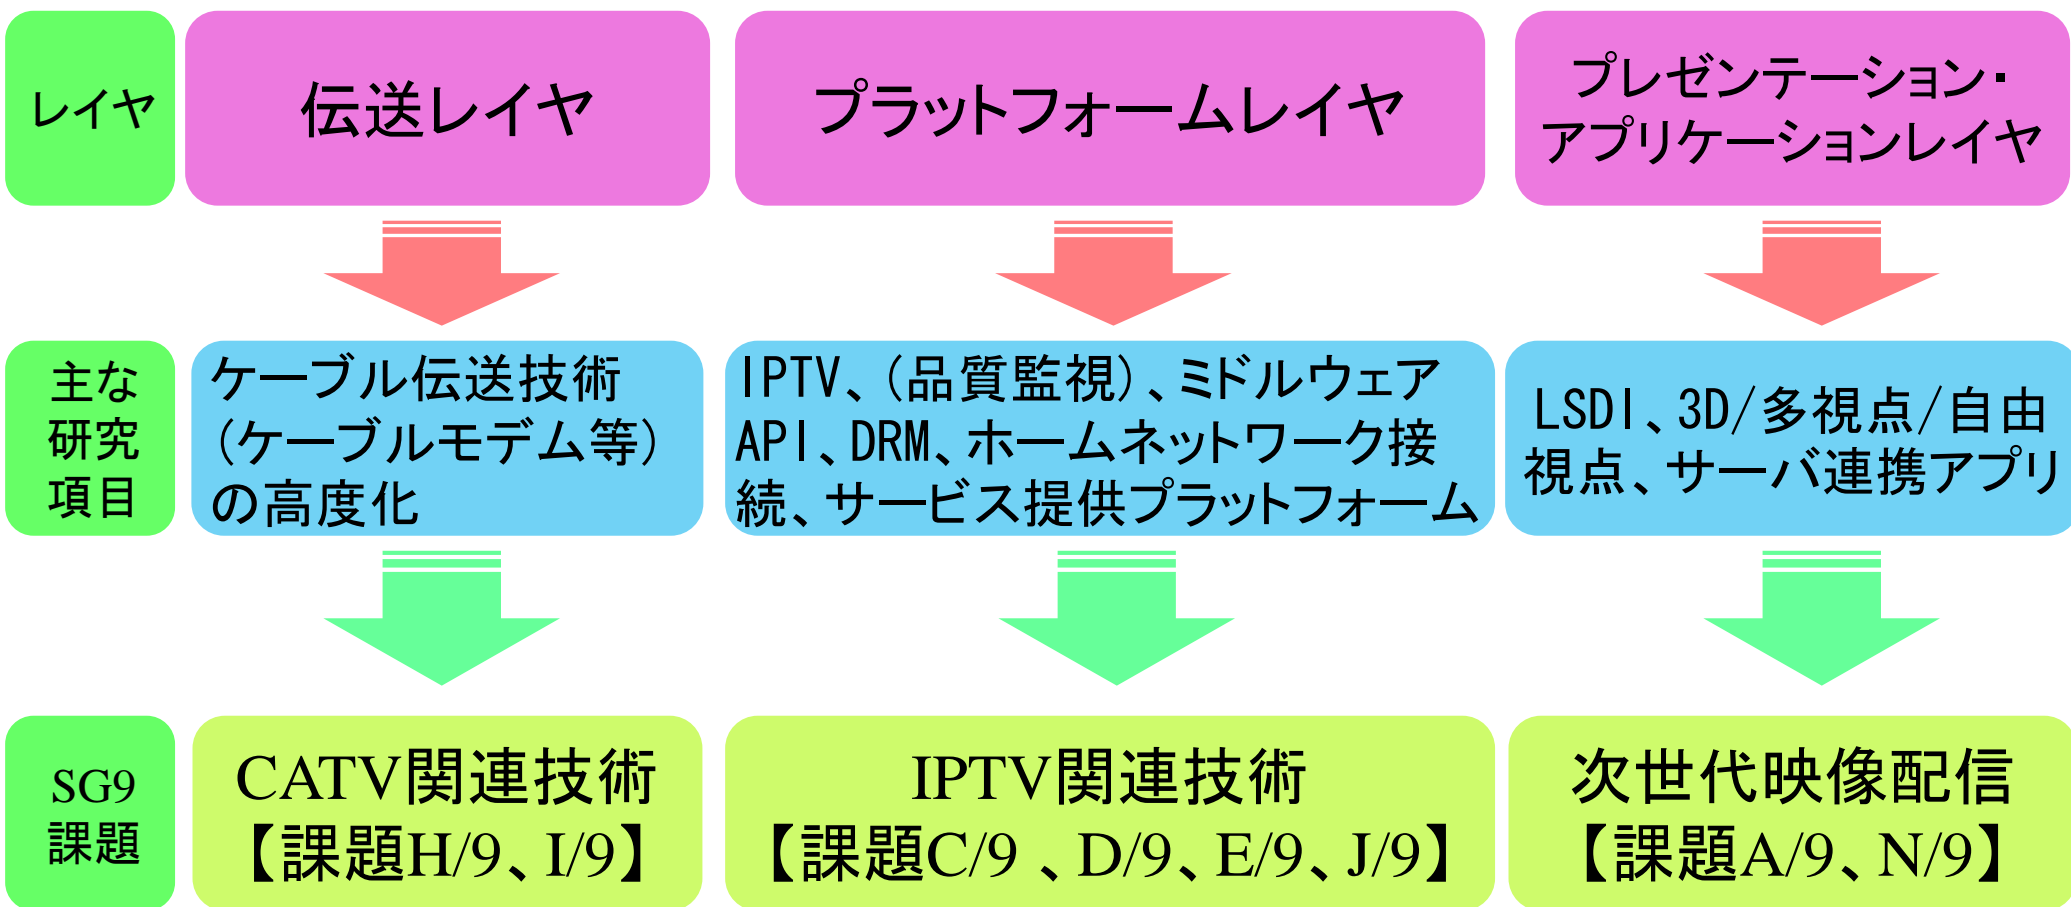 レイヤ
伝送レイヤ
プラットフォームレイヤ
プレゼンテーション・
アプリケーションレイヤ
主な
研究
項目
ケーブル伝送技術
(ケーブルモデム等)
の高度化
IPTV、(品質監視)、ミドルウェア
API、DRM、ホームネットワーク接
続、サービス提供プラットフォーム
LSDI、3D/多視点/自由
視点、サーバ連携アプリ
SG9
課題
CATV関連技術
【課題H/9、I/9】
IPTV関連技術
【課題C/9 、D/9、E/9、J/9】
次世代映像配信
【課題A/9、N/9】